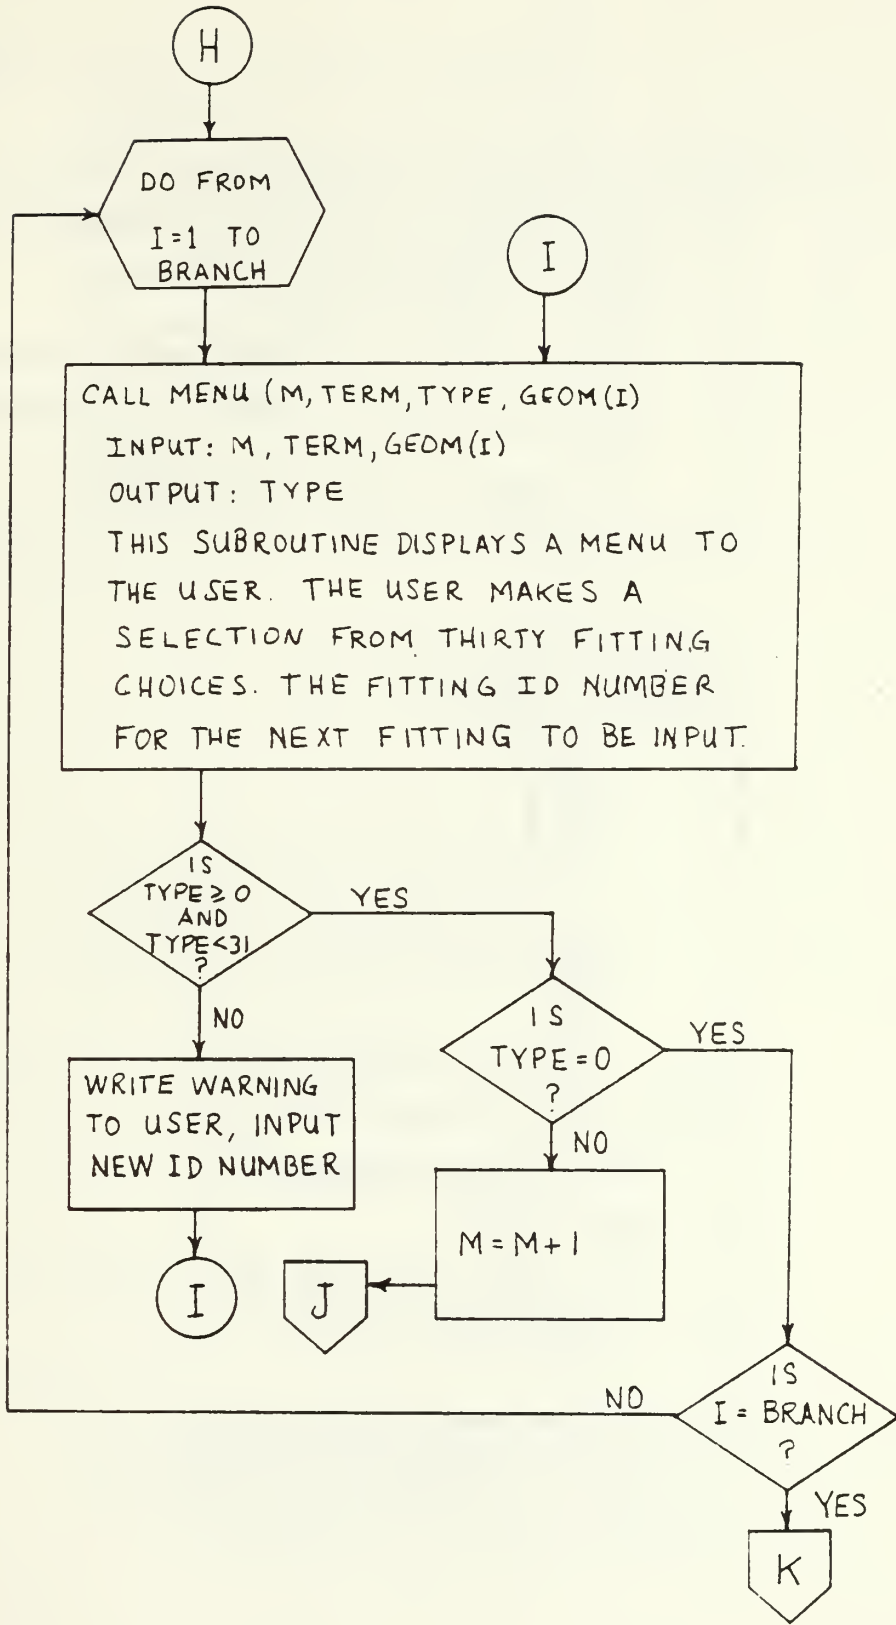 H
DO FROM
I=1 TO
BRANCH
I
CALL MENU (M, TERM, TYPE, GEOM(I)
INPUT: M, TERM, GEOM(I)
OUTPUT: TYPE
THIS SUBROUTINE DISPLAYS A MENU TO
THE USER. THE USER MAKES A
SELECTION FROM THIRTY FITTING
CHOICES. THE FITTING ID NUMBER
FOR THE NEXT FITTING TO BE INPUT.
IS
TYPE ≥ 0
AND
TYPE<31
?
YES
NO
IS
TYPE = 0
?
YES
NO
WRITE WARNING
TO USER, INPUT
NEW ID NUMBER
M = M + 1
I
J
IS
I = BRANCH
?
NO
YES
K